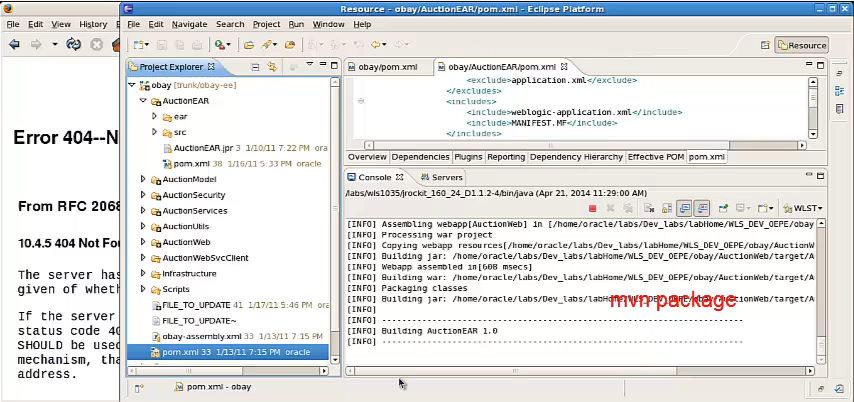 Resource - obay/AuctionEAR/pom.xml - Eclipse Platform
File Edit View History
File Edit Navigate Search Project Run Window Help
Resource
Project Explorer
obay [trunk/obay-ee]
AuctionEAR
ear
src
AuctionEAR.jpr 3 1/10/11 7:22 PM ora
pom.xml 38 1/16/11 5:33 PM oracle
AuctionModel
AuctionSecurity
AuctionServices
AuctionUtils
AuctionWeb
AuctionWebSvcClient
Infrastructure
Scripts
FILE_TO_UPDATE 41 1/17/11 5:46 PM ora
FILE_TO_UPDATE~
obay-assembly.xml 33 1/13/11 7:15 PM
pom.xml 33 1/13/11 7:15 PM oracle
obay/pom.xml
obay/AuctionEAR/pom.xml
<exclude>application.xml</exclude>
</excludes>
<includes>
<include>weblogic-application.xml</include>
<include>MANIFEST.MF</include>
</includes>
Overview Dependencies Plugins Reporting Dependency Hierarchy Effective POM pom.xml
Console Servers
/labs/wls1035/jrockit_160_24_D1.1.2-4/bin/java (Apr 21, 2014 11:29:00 AM)
WLST
[INFO] Assembling webapp[AuctionWeb] in [/home/oracle/labs/Dev_labs/labHome/WLS_DEV_OEPE/obay
[INFO] Processing war project
[INFO] Copying webapp resources[/home/oracle/labs/Dev_labs/labHome/WLS_DEV_OEPE/obay/AuctionW
[INFO] Building jar: /home/oracle/labs/Dev_labs/labHome/WLS_DEV_OEPE/obay/AuctionWeb/target/A
[INFO] Webapp assembled in[608 msecs]
[INFO] Building war: /home/oracle/labs/Dev_labs/labHome/WLS_DEV_OEPE/obay/AuctionWeb/target/A
[INFO] Packaging classes
[INFO] Building jar: /home/oracle/labs/Dev_labs/labHome/WLS_DEV_OEPE/obay/AuctionWeb/target/A
mvn package
[INFO]
[INFO] ------------------------------------------------------------------------
[INFO] Building AuctionEAR 1.0
[INFO] ------------------------------------------------------------------------
pom.xml - obay
Error 404--N
From RFC 2068
10.4.5 404 Not Fou
The server has
given of wheth
If the server
status code 40
SHOULD be used
mechanism, tha
address.